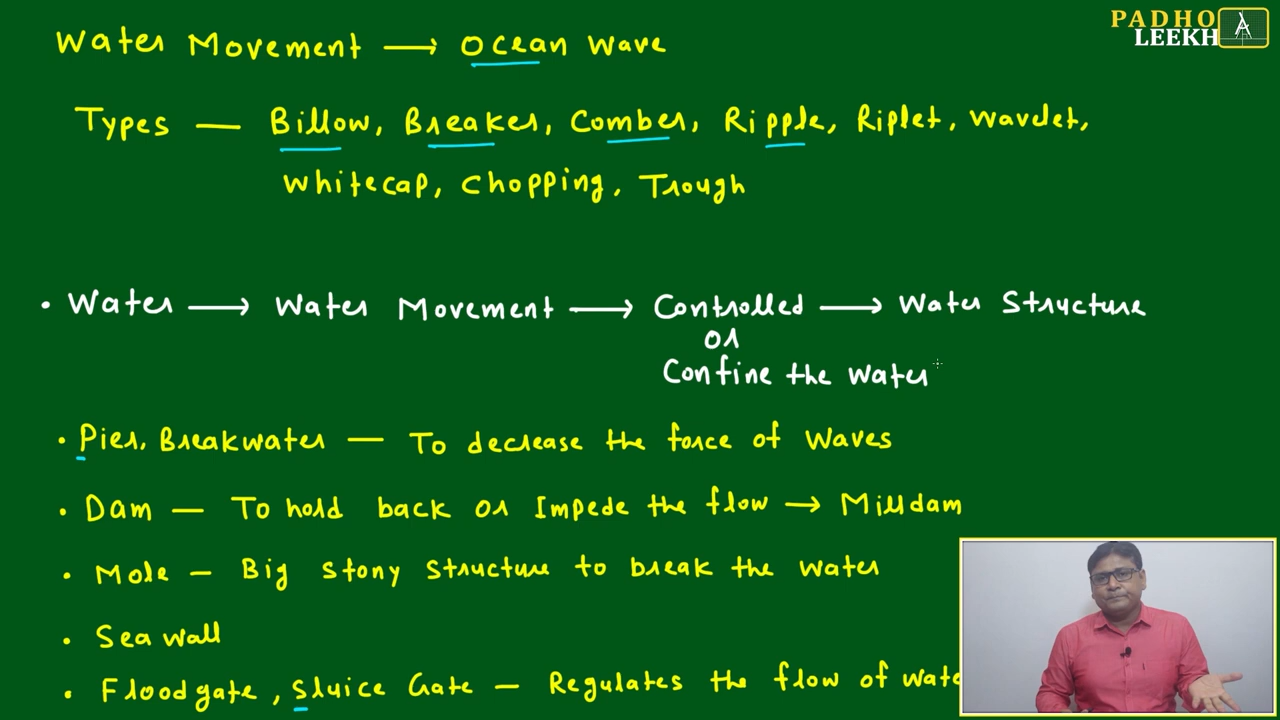 PADHO
LEEKHO
Water Movement → Ocean Wave
Types — Billow, Breaker, Comber, Ripple, Riplet, Wavelet,
Whitecap, Chopping, Trough
• Water → Water Movement → Controlled → Water Structure
or
Confine the Water
• Pier, Breakwater — To decrease the force of Waves
• Dam — To hold back or Impede the flow → Milldam
• Mole — Big stony structure to break the water
• Sea wall
• Floodgate, Sluice Gate — Regulates the flow of wate